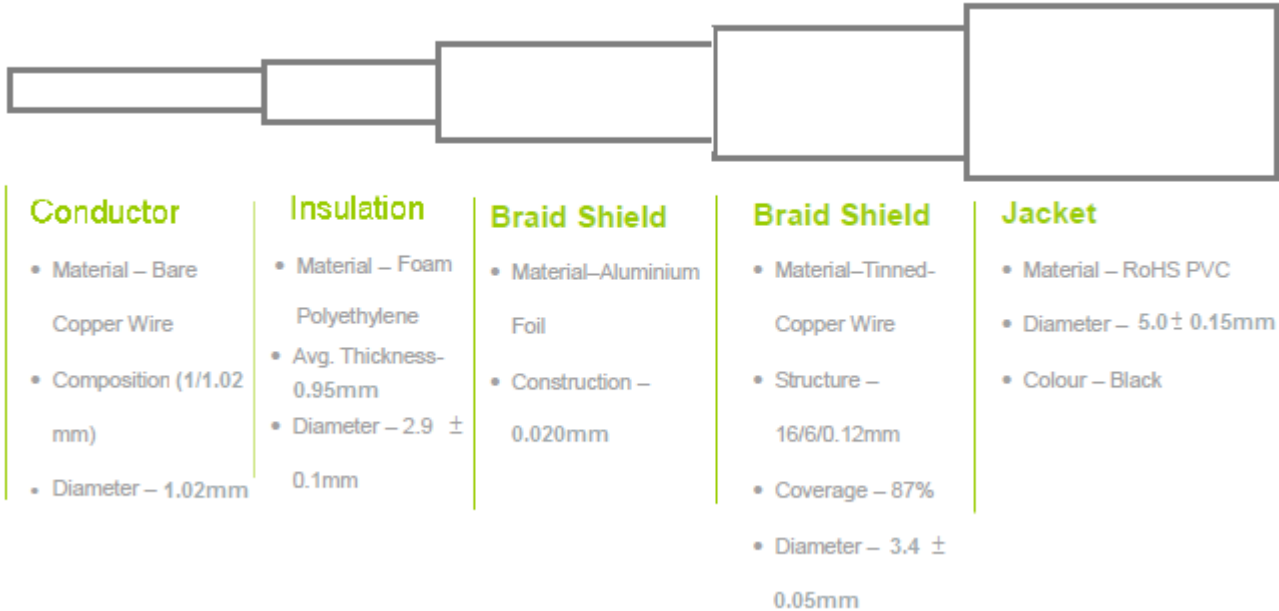 Conductor
• Material – Bare
Copper Wire
• Composition (1/1.02
mm)
• Diameter – 1.02mm
Insulation
• Material – Foam
Polyethylene
• Avg. Thickness-
0.95mm
• Diameter – 2.9 ±
0.1mm
Braid Shield
• Material–Aluminium
Foil
• Construction –
0.020mm
Braid Shield
• Material–Tinned-
Copper Wire
• Structure –
16/6/0.12mm
• Coverage – 87%
• Diameter – 3.4 ±
0.05mm
Jacket
• Material – RoHS PVC
• Diameter – 5.0 ± 0.15mm
• Colour – Black